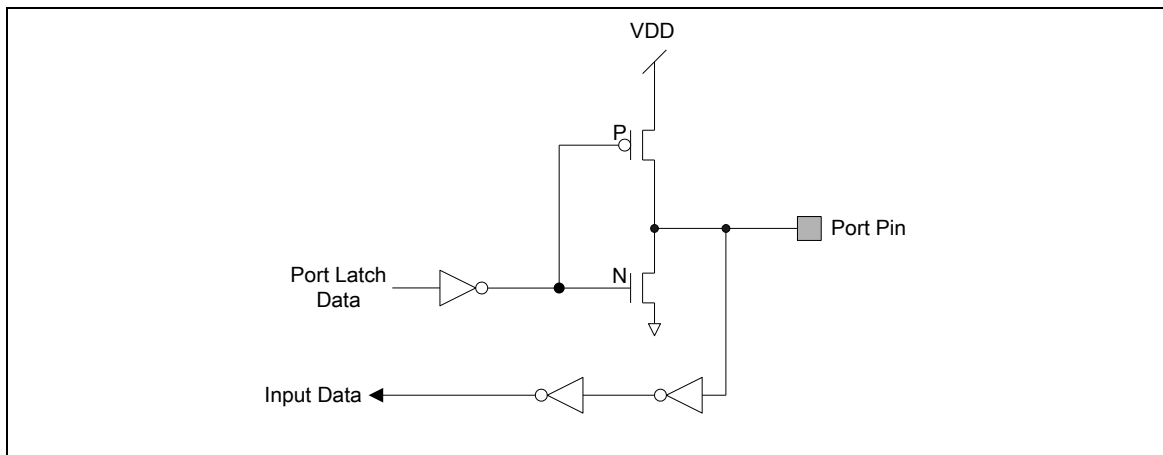 VDD
P
Port Pin
N
Port Latch
Data
Input Data